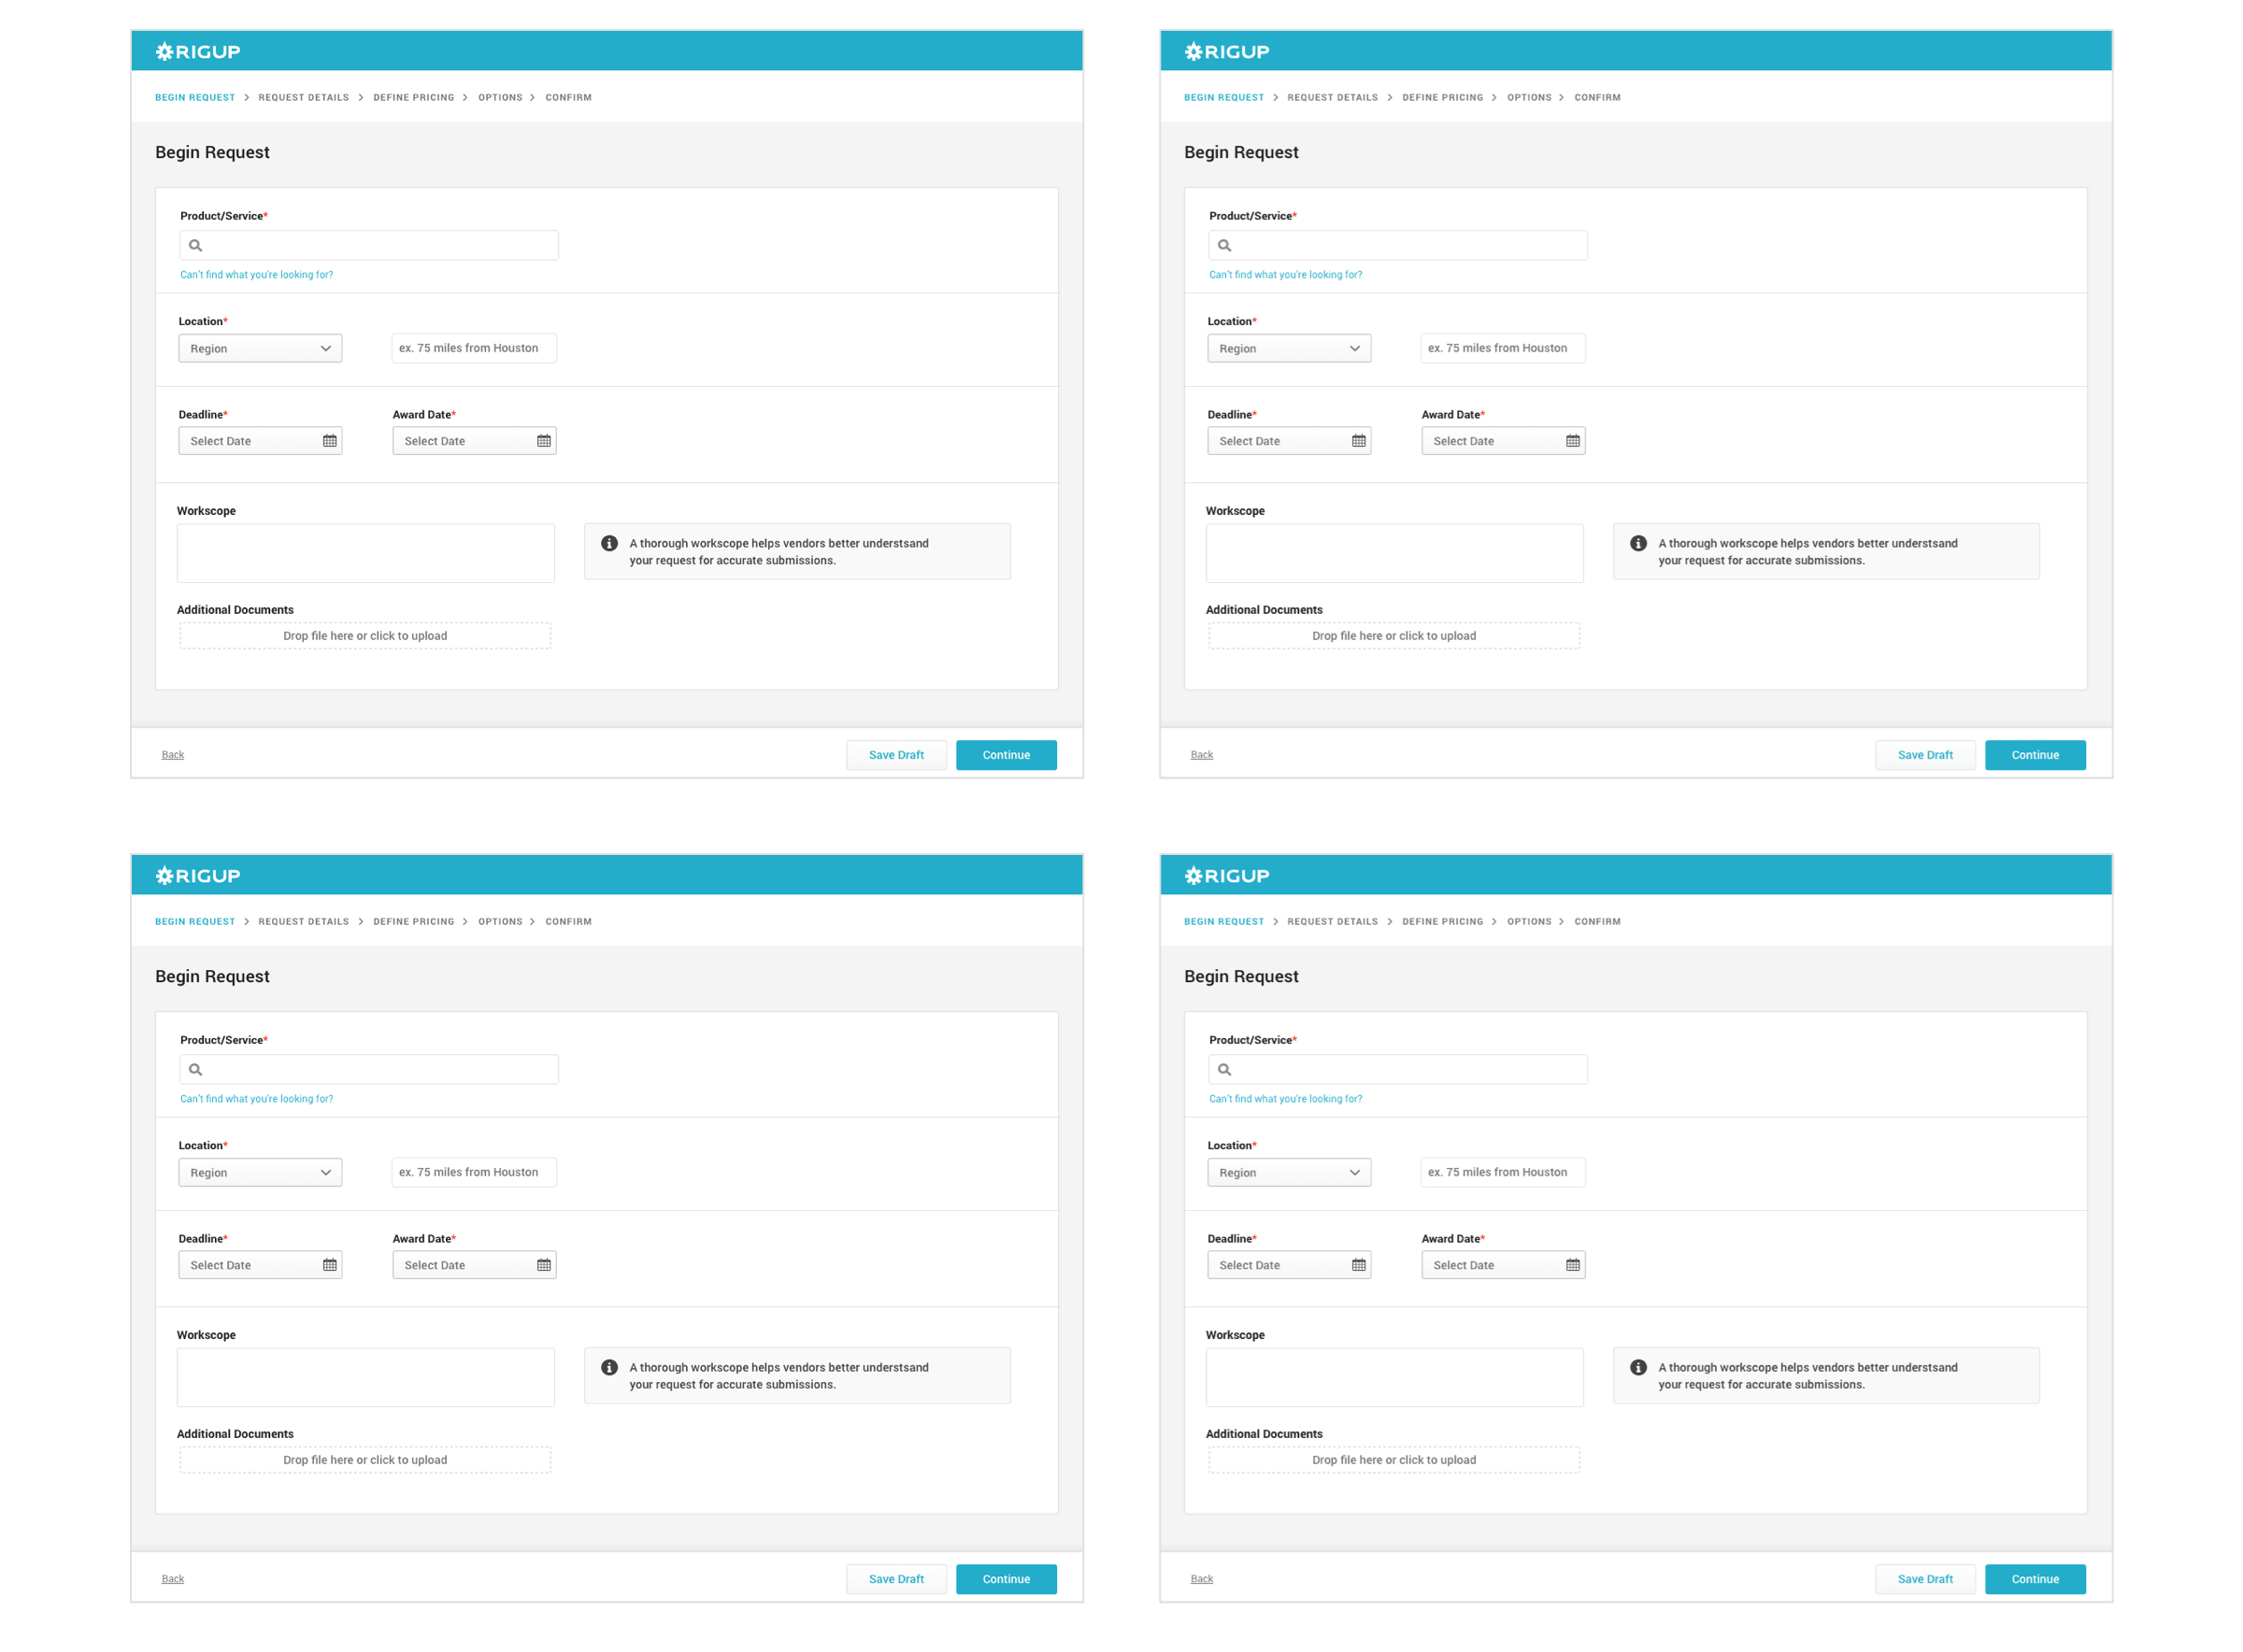 RIGUP
BEGIN REQUEST > REQUEST DETAILS > DEFINE PRICING > OPTIONS > CONFIRM
Begin Request
Product/Service*
Can't find what you're looking for?
Location*
Region
ex. 75 miles from Houston
Deadline*
Award Date*
Select Date
Select Date
Workscope
A thorough workscope helps vendors better understsand
your request for accurate submissions.
Additional Documents
Drop file here or click to upload
Back
Save Draft
Continue
RIGUP
BEGIN REQUEST > REQUEST DETAILS > DEFINE PRICING > OPTIONS > CONFIRM
Begin Request
Product/Service*
Can't find what you're looking for?
Location*
Region
ex. 75 miles from Houston
Deadline*
Award Date*
Select Date
Select Date
Workscope
A thorough workscope helps vendors better understsand
your request for accurate submissions.
Additional Documents
Drop file here or click to upload
Back
Save Draft
Continue
RIGUP
BEGIN REQUEST > REQUEST DETAILS > DEFINE PRICING > OPTIONS > CONFIRM
Begin Request
Product/Service*
Can't find what you're looking for?
Location*
Region
ex. 75 miles from Houston
Deadline*
Award Date*
Select Date
Select Date
Workscope
A thorough workscope helps vendors better understsand
your request for accurate submissions.
Additional Documents
Drop file here or click to upload
Back
Save Draft
Continue
RIGUP
BEGIN REQUEST > REQUEST DETAILS > DEFINE PRICING > OPTIONS > CONFIRM
Begin Request
Product/Service*
Can't find what you're looking for?
Location*
Region
ex. 75 miles from Houston
Deadline*
Award Date*
Select Date
Select Date
Workscope
A thorough workscope helps vendors better understsand
your request for accurate submissions.
Additional Documents
Drop file here or click to upload
Back
Save Draft
Continue